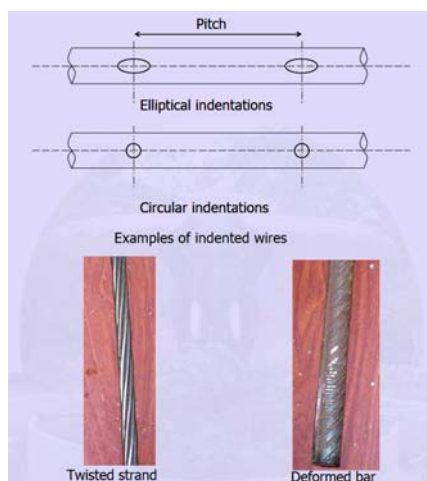 Pitch
Elliptical indentations
Circular indentations
Examples of indented wires
Twisted strand
Deformed bar